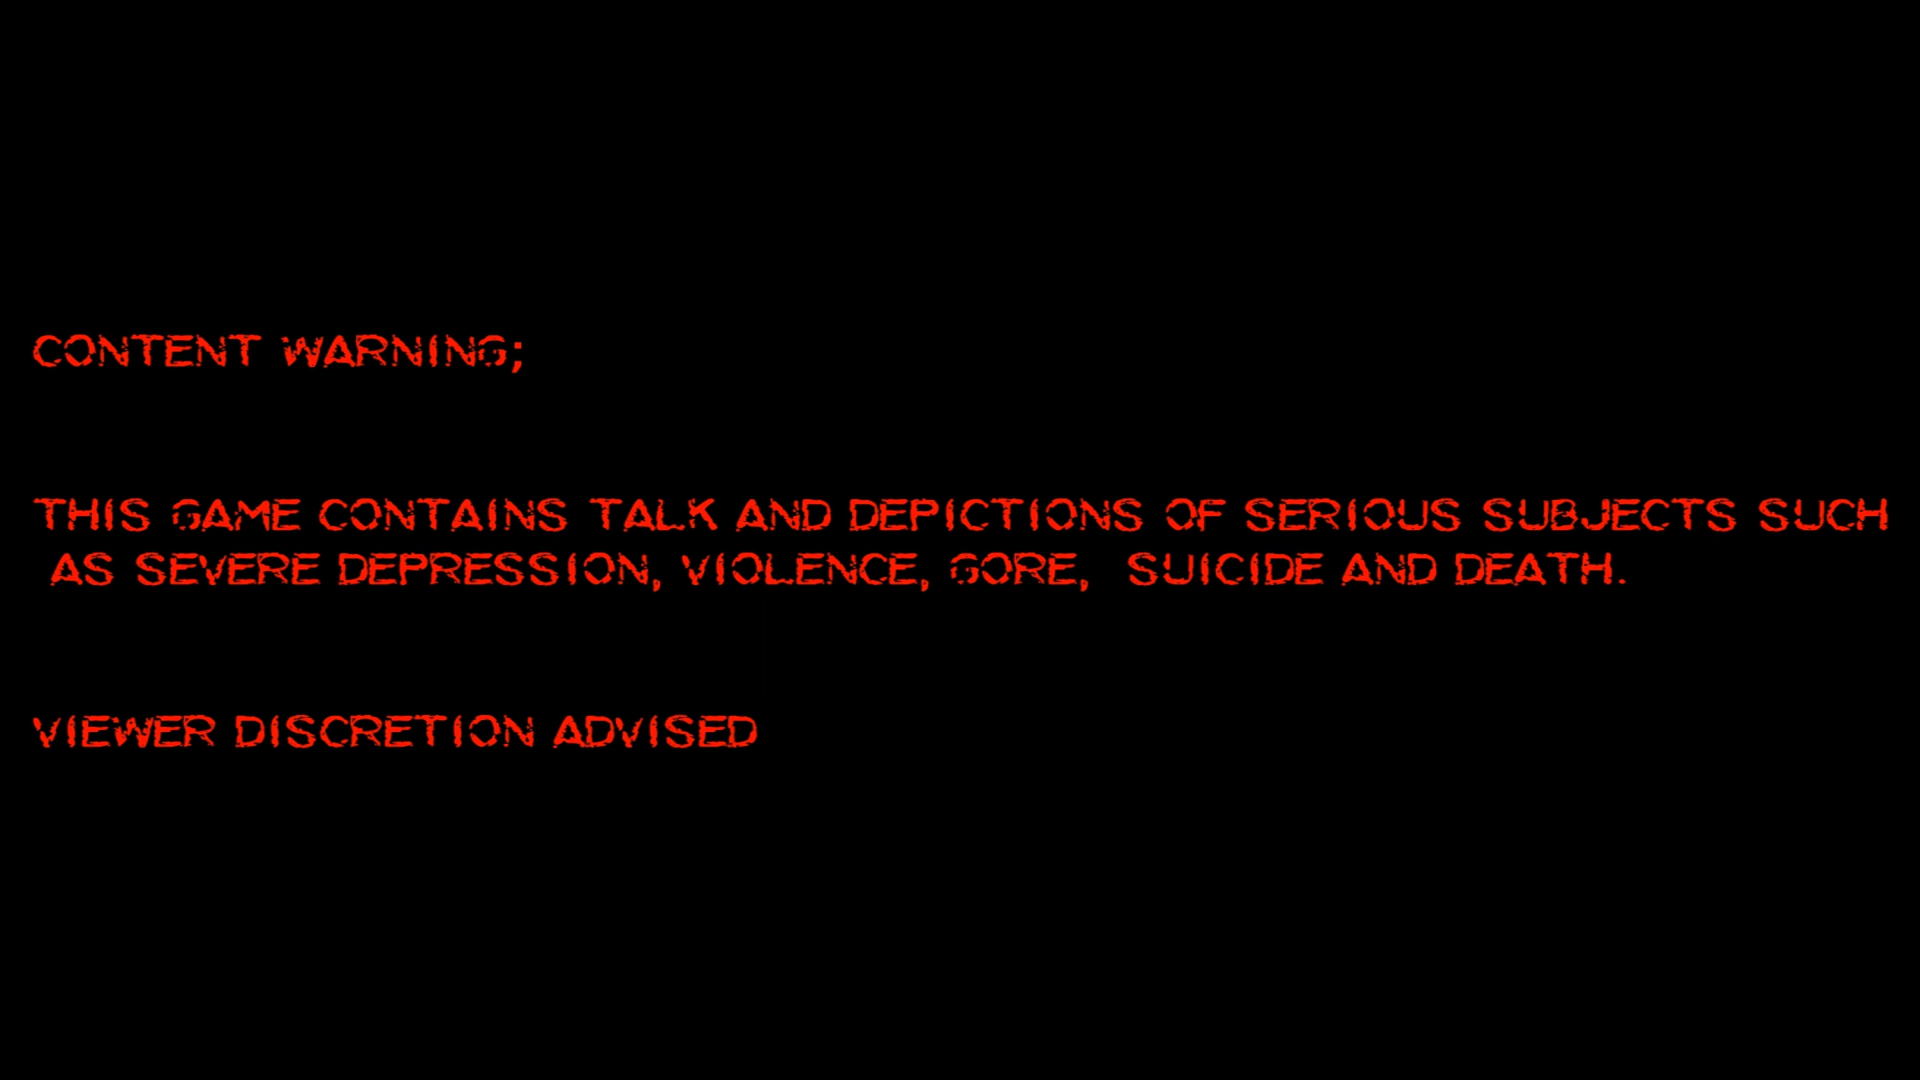 CONTENT WARNING;
THIS GAME CONTAINS TALK AND DEPICTIONS OF SERIOUS SUBJECTS SUCH
AS SEVERE DEPRESSION, VIOLENCE, GORE, SUICIDE AND DEATH.
VIEWER DISCRETION ADVISED